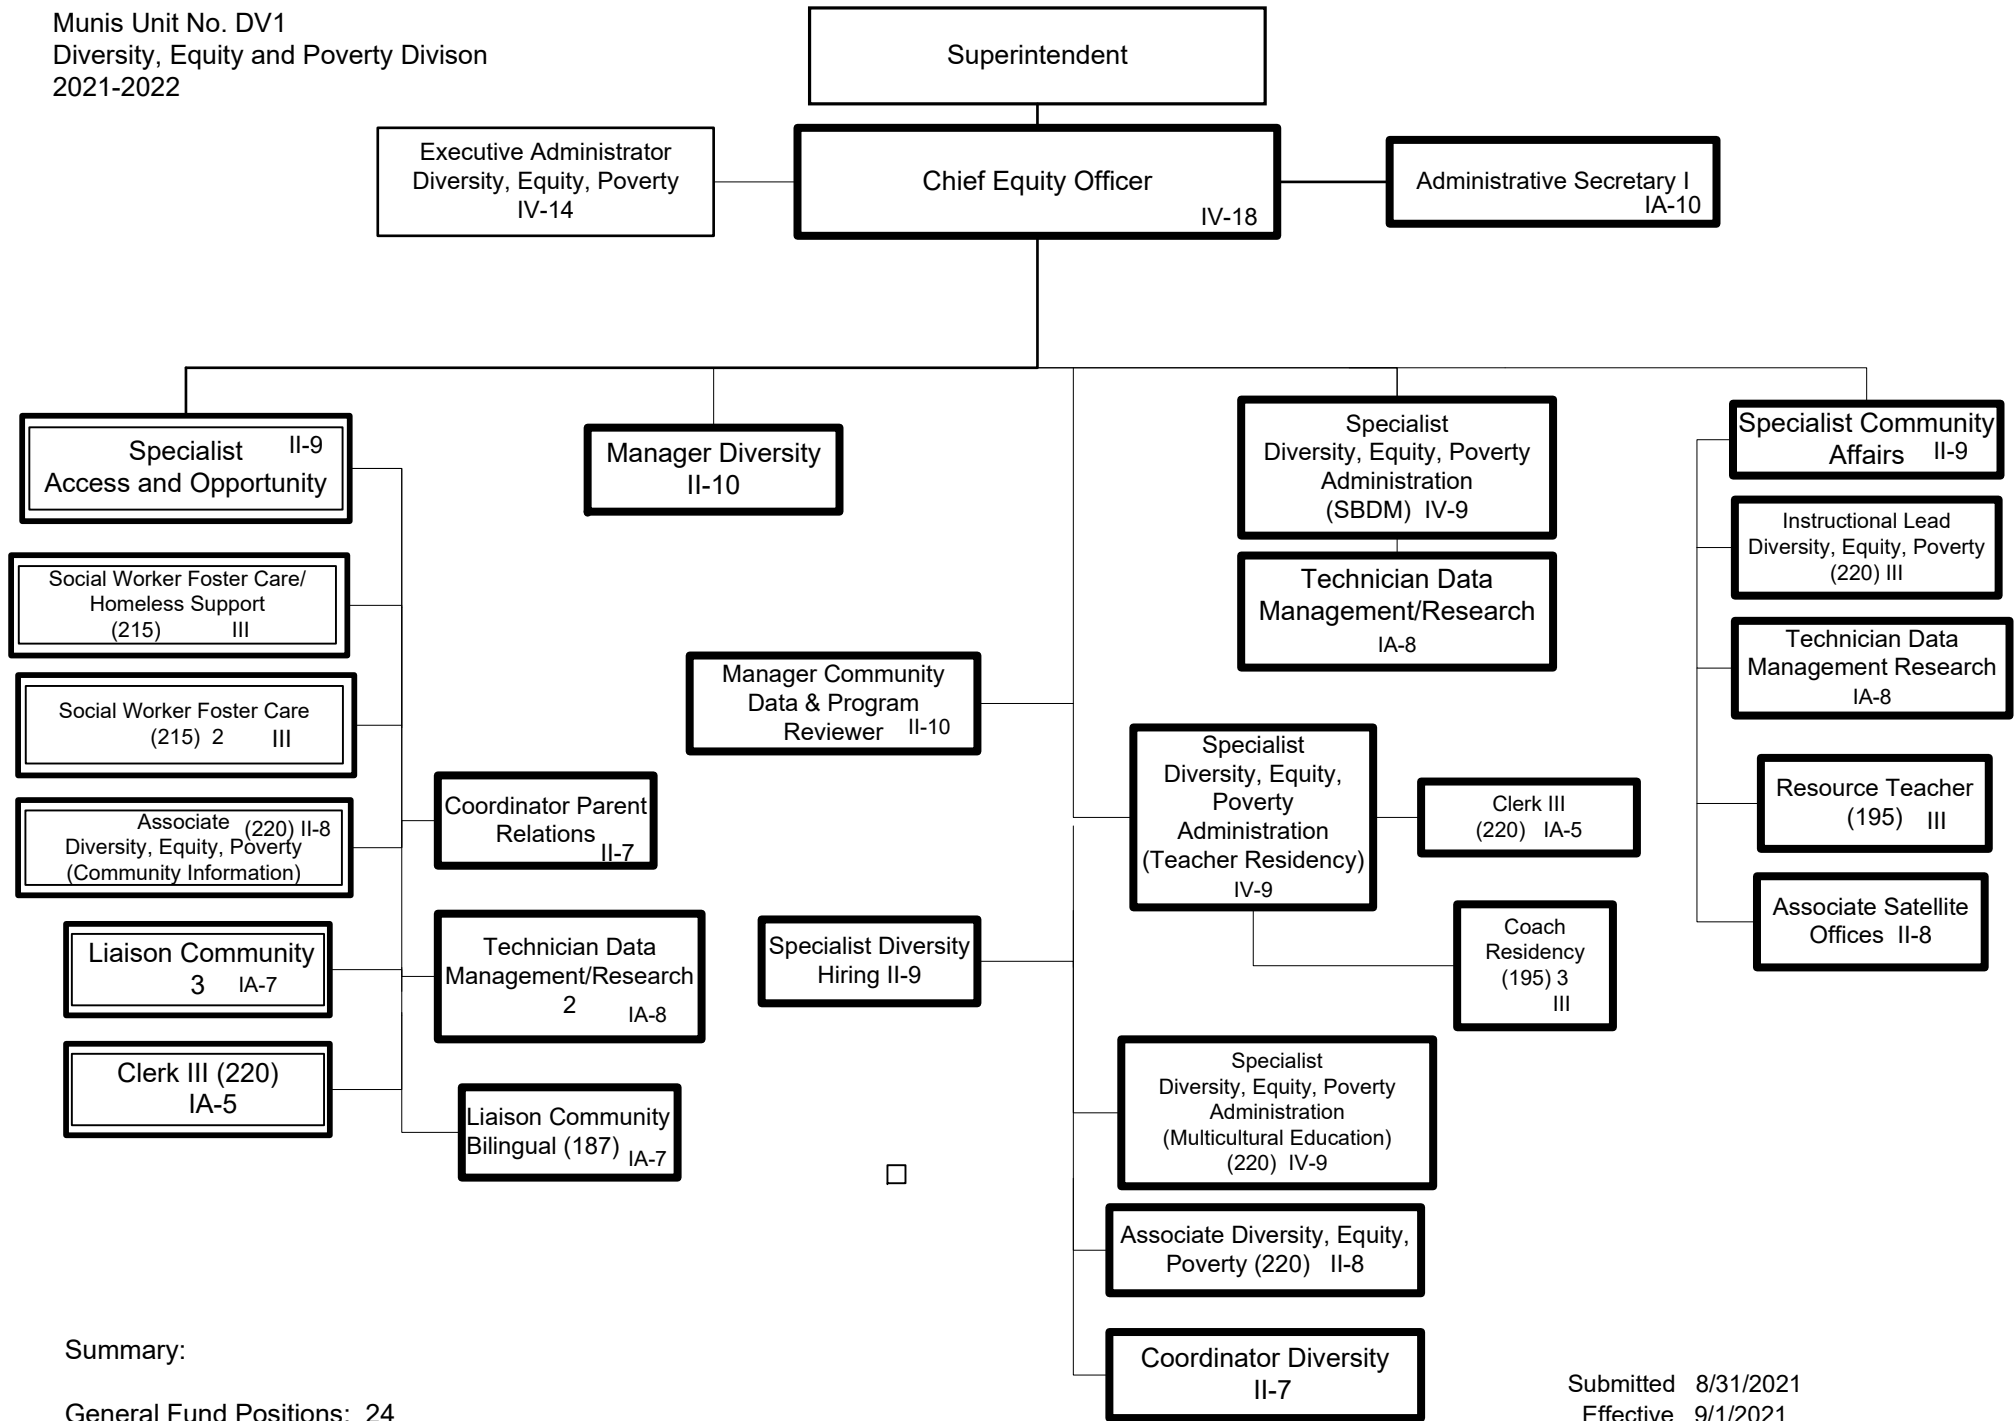 Munis Unit No. DV1
Diversity, Equity and Poverty Divison
2021-2022
Superintendent
Executive Administrator
Diversity, Equity, Poverty
IV-14
Chief Equity Officer
IV-18
Administrative Secretary I
IA-10
Specialist II-9
Access and Opportunity
Social Worker Foster Care/
Homeless Support
(215) III
Social Worker Foster Care
(215) 2 III
Associate (220) II-8
Diversity, Equity, Poverty
(Community Information)
Liaison Community
3 IA-7
Clerk III (220)
IA-5
Coordinator Parent
Relations
II-7
Technician Data
Management/Research
2 IA-8
Liaison Community
Bilingual (187) IA-7
Manager Diversity
II-10
Manager Community
Data & Program
Reviewer II-10
Specialist Diversity
Hiring II-9
Specialist
Diversity, Equity,
Poverty
Administration
(Teacher Residency)
IV-9
Clerk III
(220) IA-5
Coach
Residency
(195) 3
III
Specialist
Diversity, Equity, Poverty
Administration
(Multicultural Education)
(220) IV-9
Associate Diversity, Equity,
Poverty (220) II-8
Coordinator Diversity
II-7
Specialist
Diversity, Equity, Poverty
Administration
(SBDM) IV-9
Technician Data
Management/Research
IA-8
Specialist Community
Affairs II-9
Instructional Lead
Diversity, Equity, Poverty
(220) III
Technician Data
Management Research
IA-8
Resource Teacher
(195) III
Associate Satellite
Offices II-8
Summary:
General Fund Positions: 24
Submitted 8/31/2021
Effective 9/1/2021